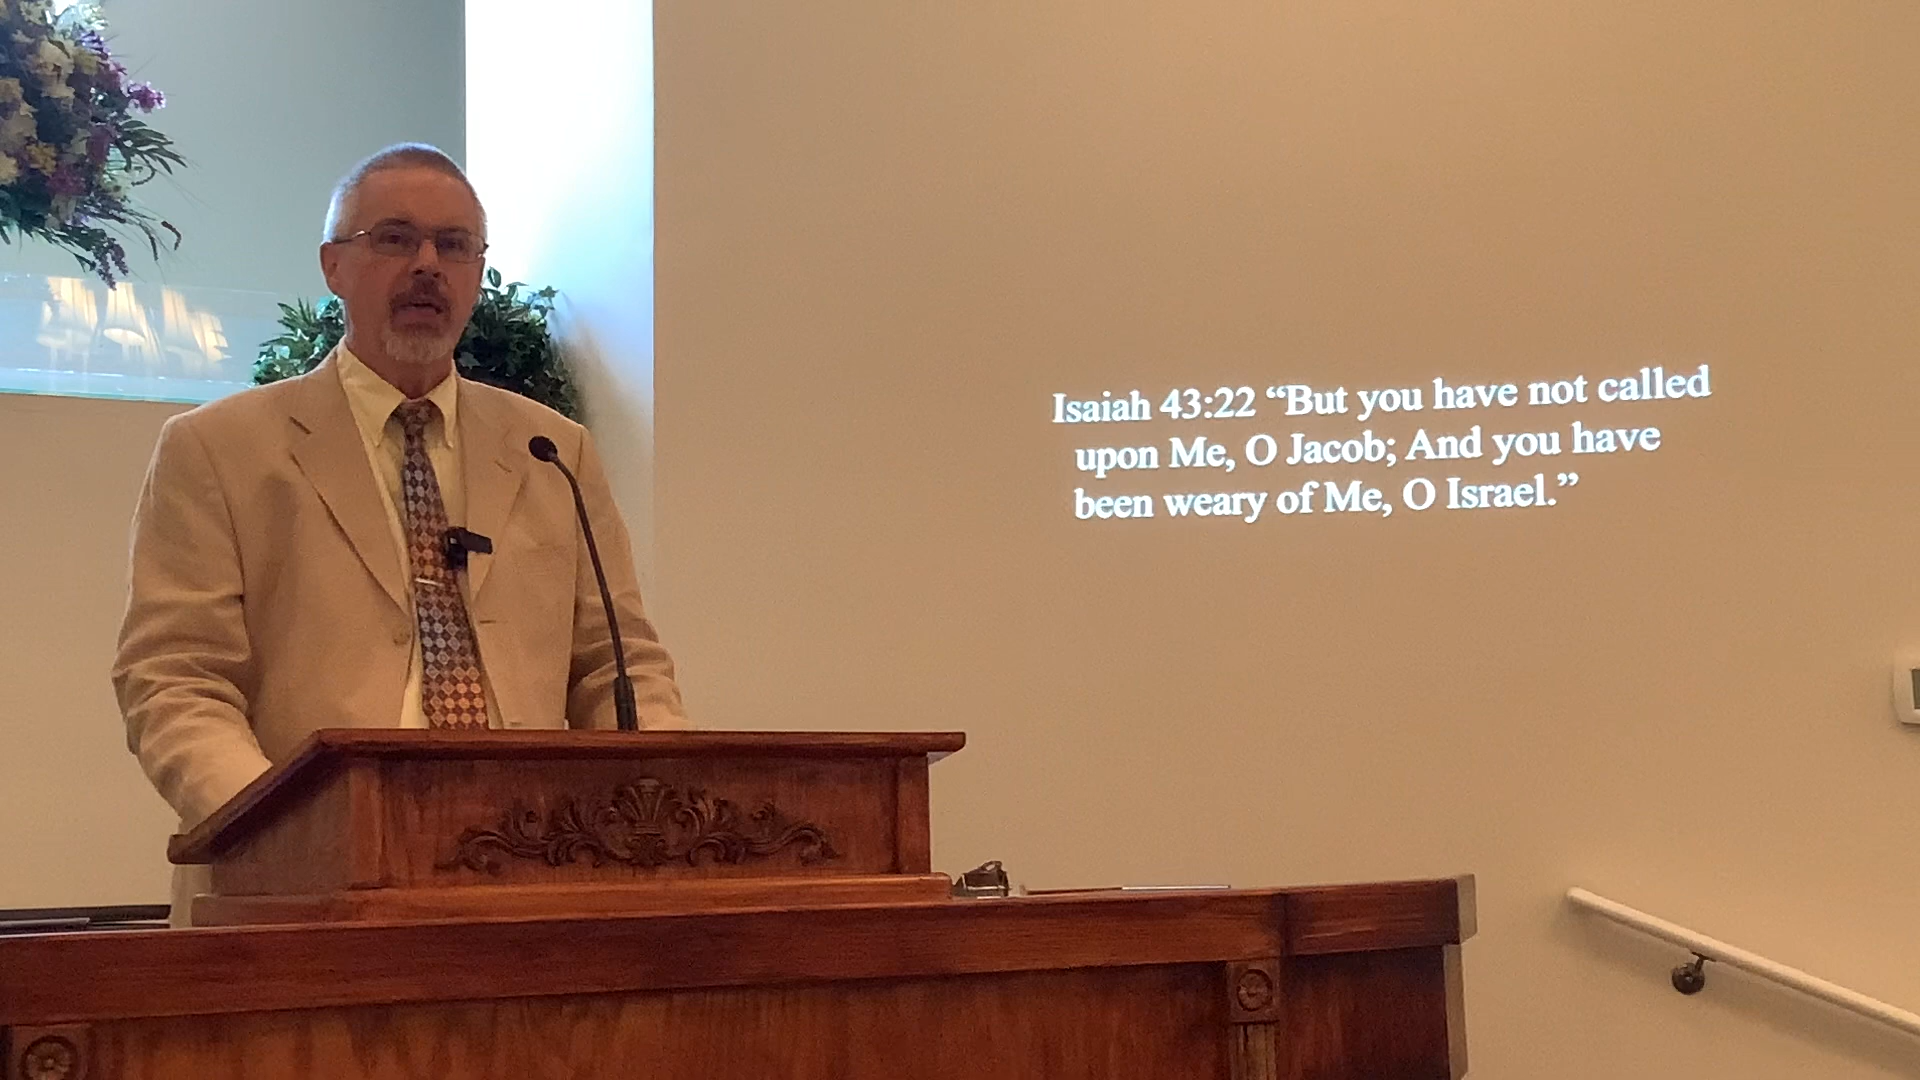 Isaiah 43:22 “But you have not called
upon Me, O Jacob; And you have
been weary of Me, O Israel.”